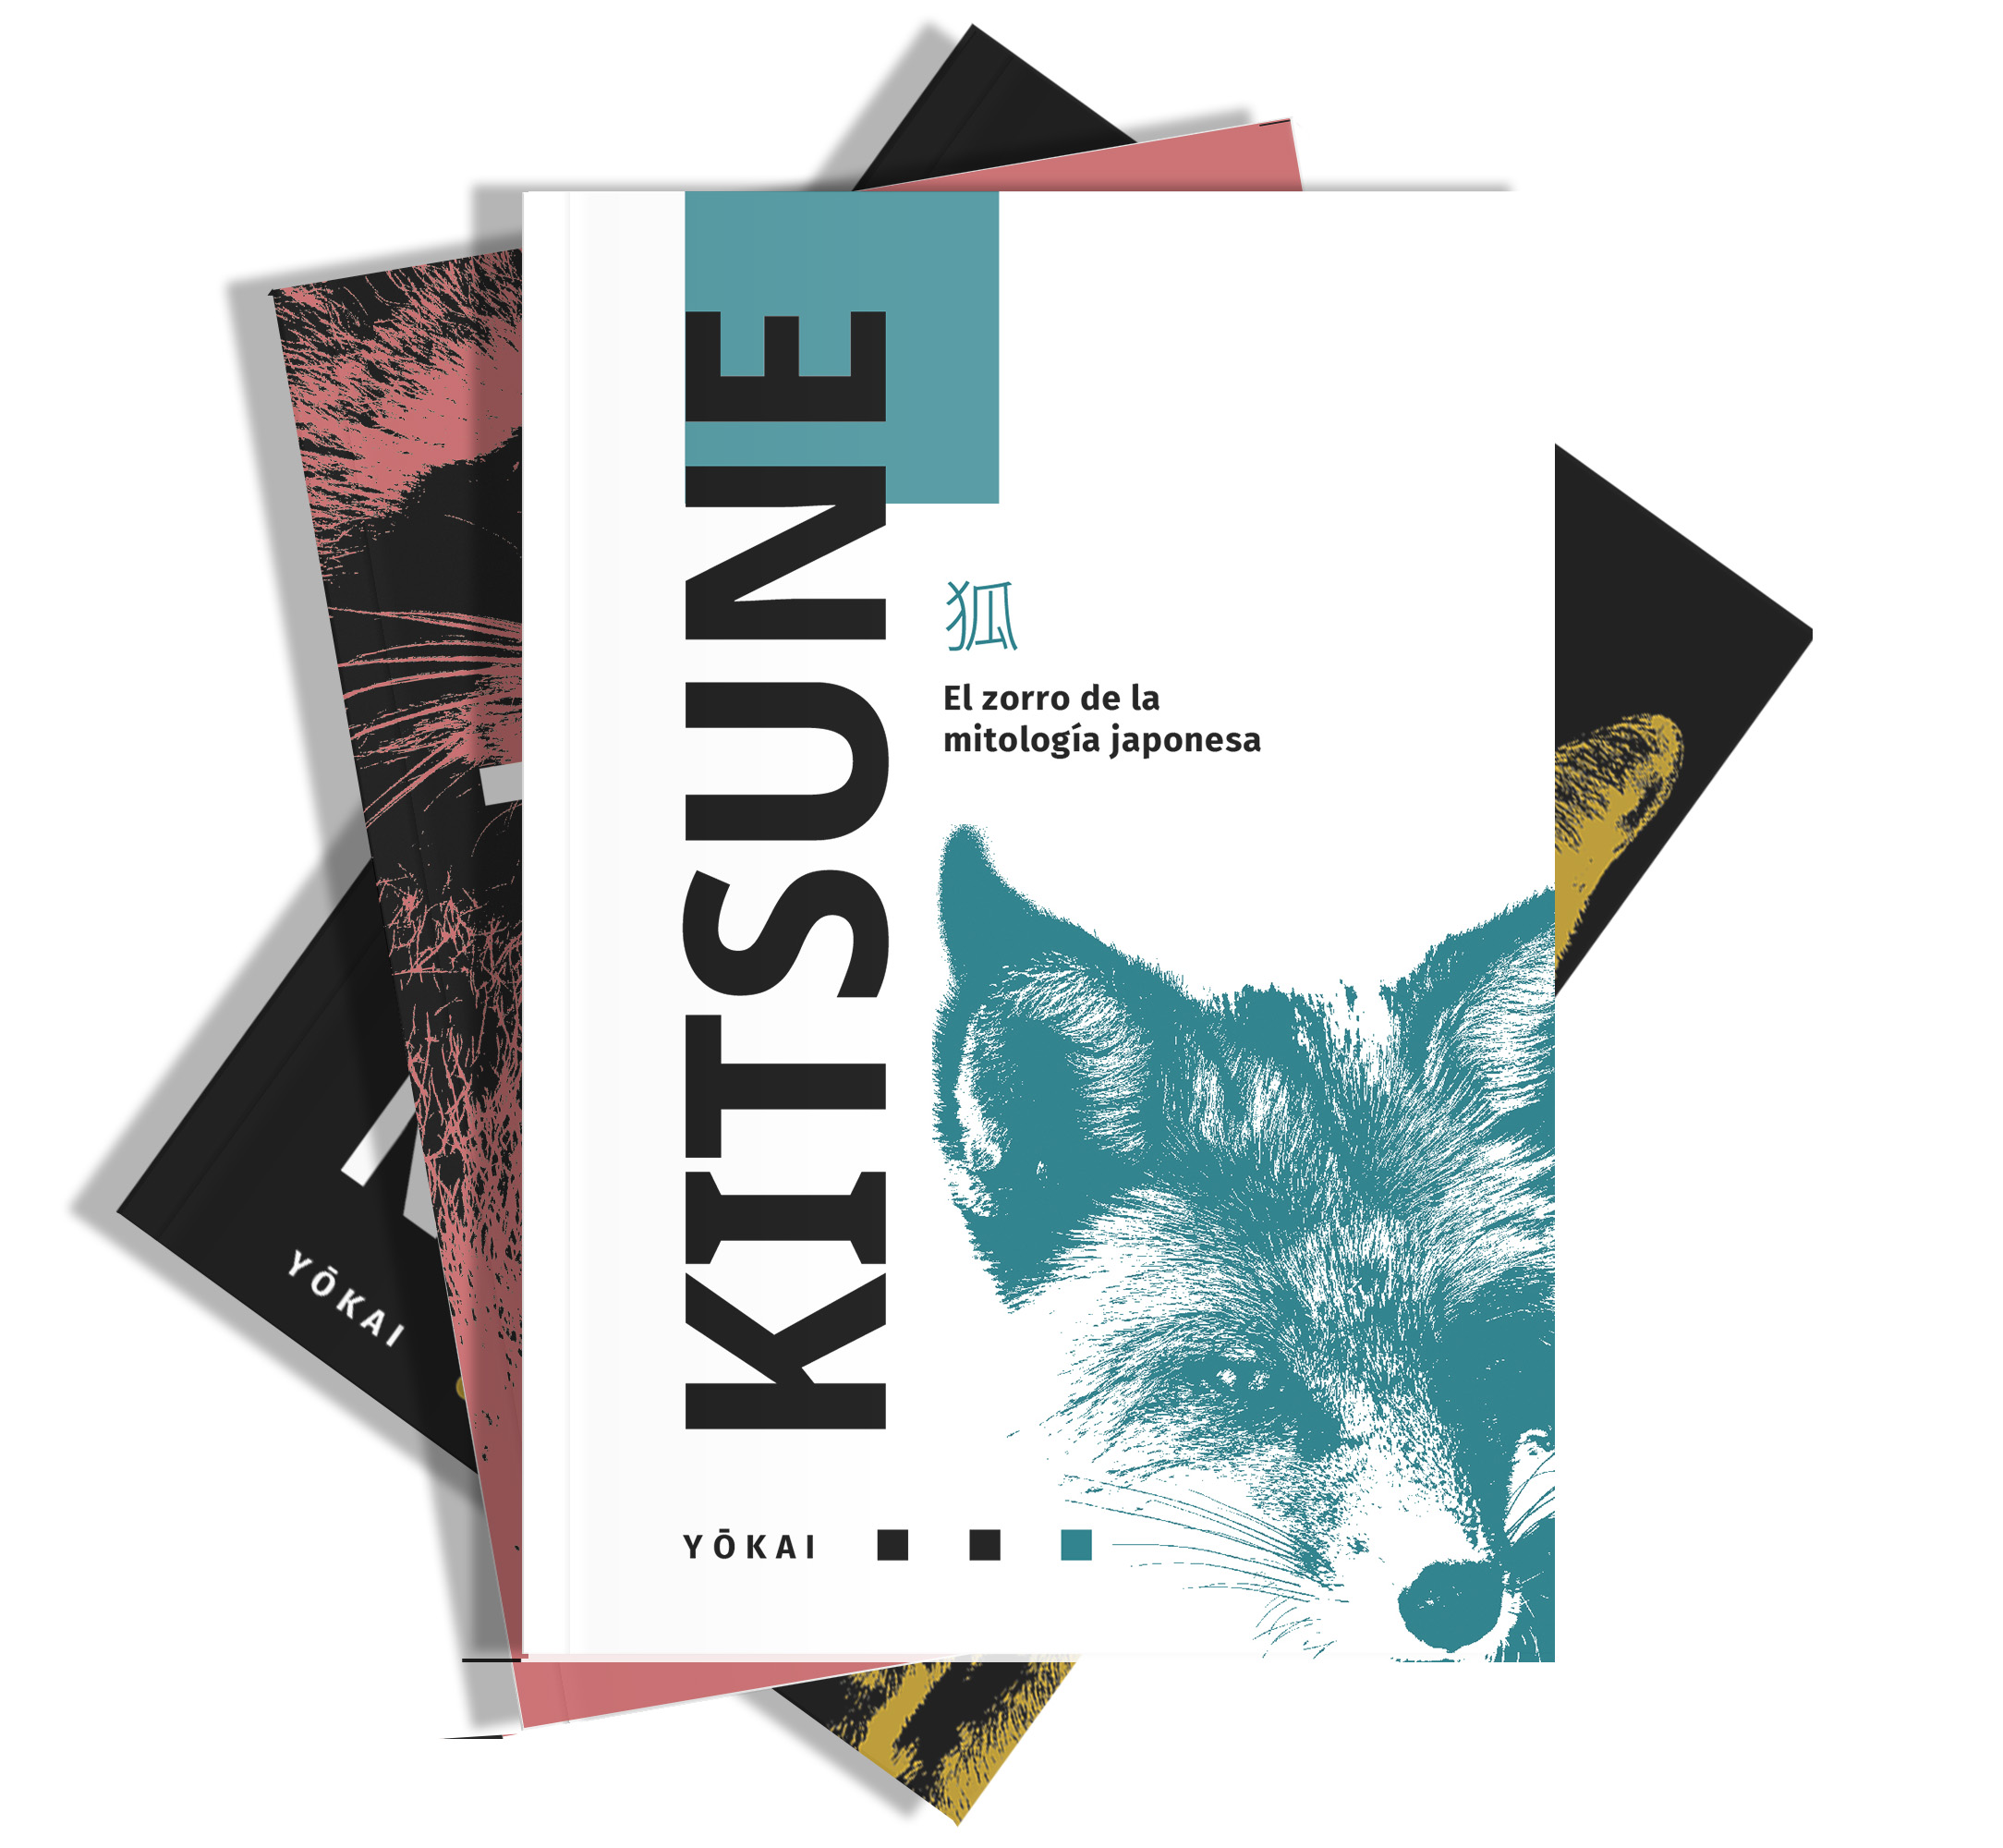 KITSUNE
狐
El zorro de la
mitología japonesa
YŌKAI
YŌKAI